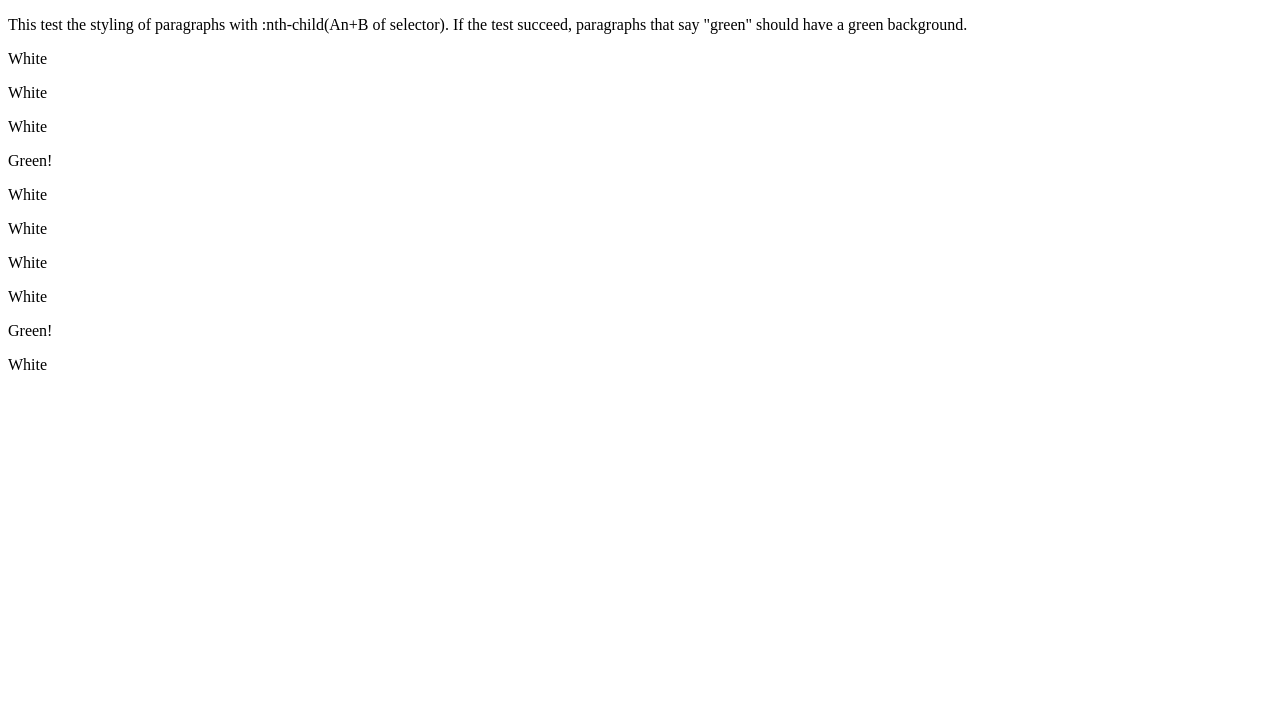 This test the styling of paragraphs with :nth-child(An+B of selector). If the test succeed, paragraphs that say "green" should have a green background.
White
White
White
Green!
White
White
White
White
Green!
White